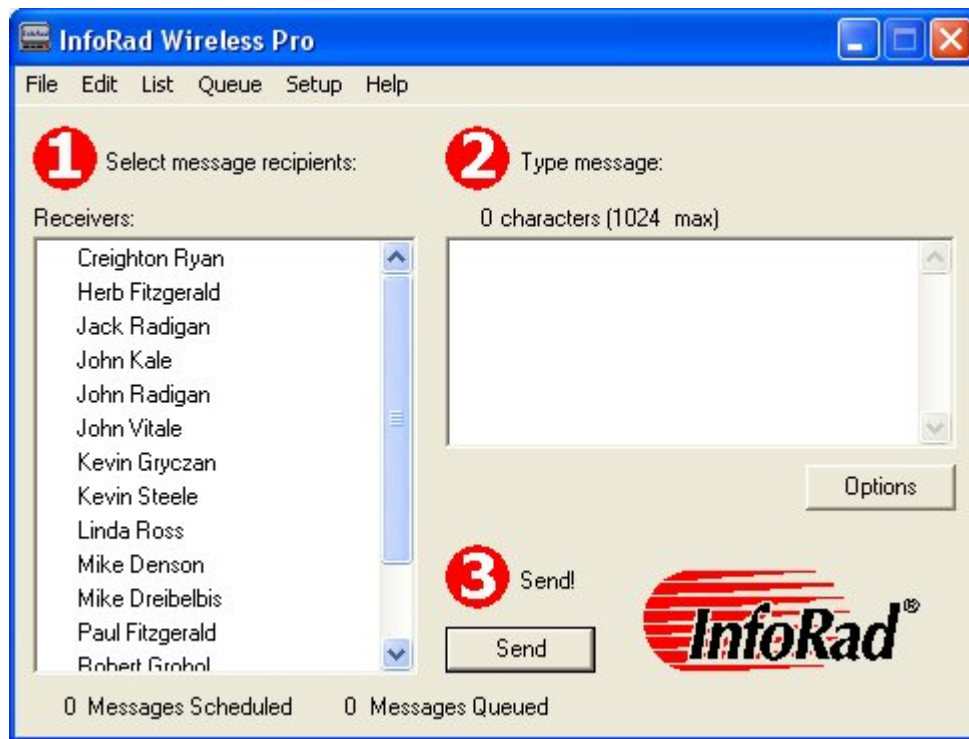 InfoRad Wireless Pro
File Edit List Queue Setup Help
1 Select message recipients:
2 Type message:
Receivers:
0 characters (1024 max)
Creighton Ryan
Herb Fitzgerald
Jack Radigan
John Kale
John Radigan
John Vitale
Kevin Gryczan
Kevin Steele
Linda Ross
Mike Denson
Mike Dreibelbis
Paul Fitzgerald
Robert Grohol
Options
3 Send!
Send
InfoRad®
0 Messages Scheduled 0 Messages Queued